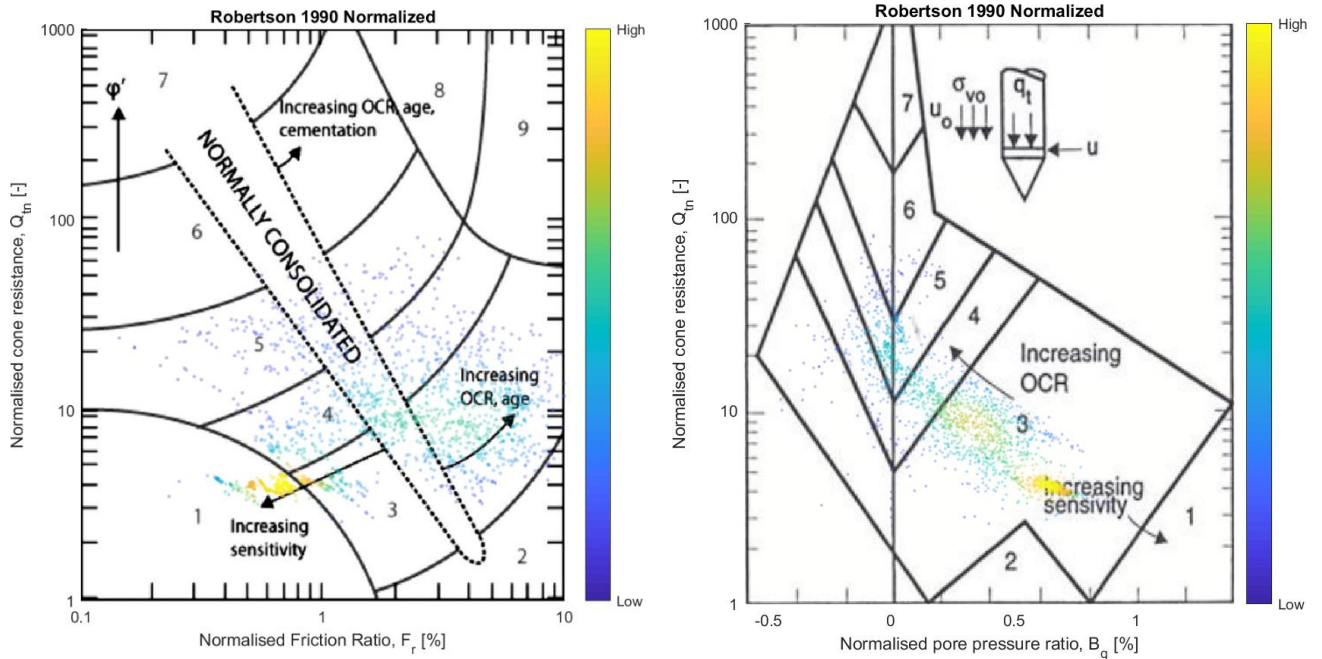 Robertson 1990 Normalized
1000
100
10
1
Normalised cone resistance, Qtn [-]
0.1
1
10
Normalised Friction Ratio, Fr [%]
7
φ'
8
9
Increasing OCR, age,
cementation
NORMALLY CONSOLIDATED
6
5
Increasing
OCR, age
4
1
3
Increasing
sensitivity
2
High
Low
Robertson 1990 Normalized
1000
100
10
1
Normalised cone resistance, Qtn [-]
-0.5
0
0.5
1
Normalised pore pressure ratio, Bq [%]
7
uo
σvo
qt
u
6
5
4
Increasing
OCR
3
Increasing
sensivity
1
2
High
Low